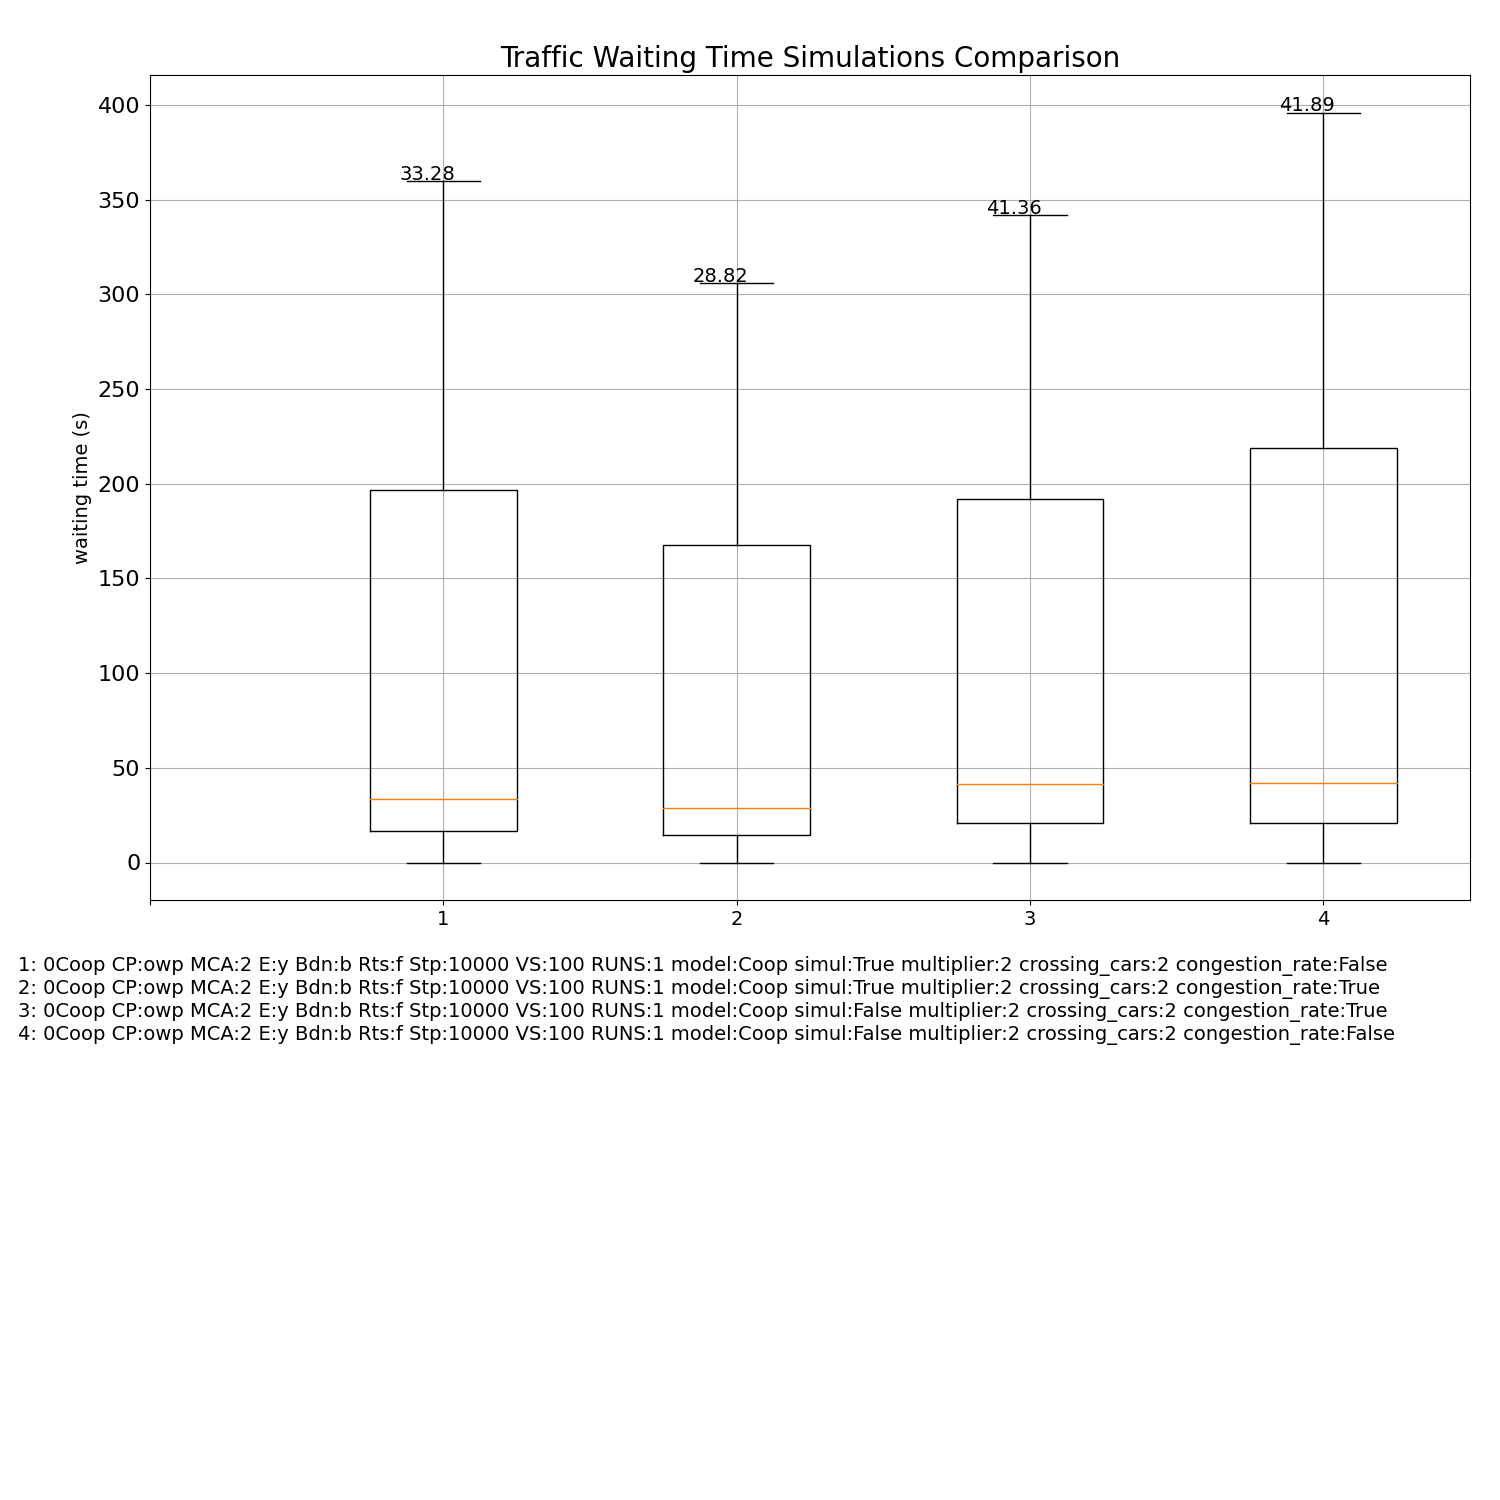 Traffic Waiting Time Simulations Comparison
400
350
300
250
200
150
100
50
0
waiting time (s)
33.28
28.82
41.36
41.89
1
2
3
4
1: 0Coop CP:owp MCA:2 E:y Bdn:b Rts:f Stp:10000 VS:100 RUNS:1 model:Coop simul:True multiplier:2 crossing_cars:2 congestion_rate:False
2: 0Coop CP:owp MCA:2 E:y Bdn:b Rts:f Stp:10000 VS:100 RUNS:1 model:Coop simul:True multiplier:2 crossing_cars:2 congestion_rate:True
3: 0Coop CP:owp MCA:2 E:y Bdn:b Rts:f Stp:10000 VS:100 RUNS:1 model:Coop simul:False multiplier:2 crossing_cars:2 congestion_rate:True
4: 0Coop CP:owp MCA:2 E:y Bdn:b Rts:f Stp:10000 VS:100 RUNS:1 model:Coop simul:False multiplier:2 crossing_cars:2 congestion_rate:False